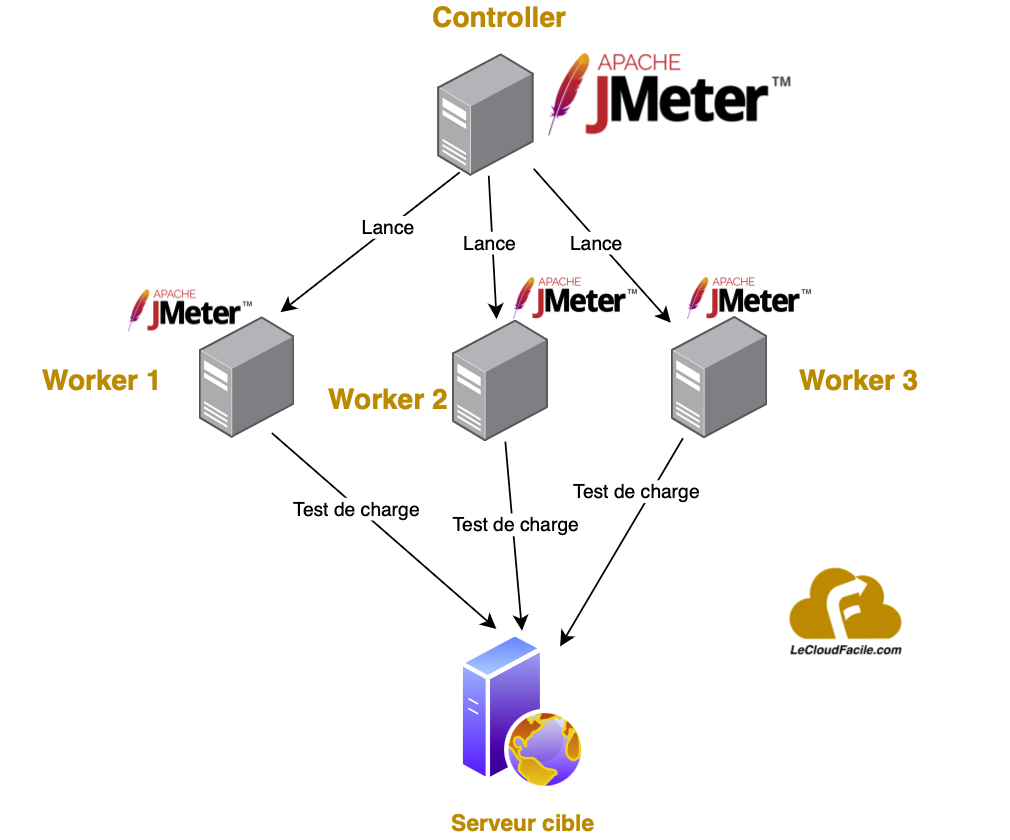 Controller
APACHE
JMeter™
Lance
Lance
Lance
APACHE
JMeter™
APACHE
JMeter™
APACHE
JMeter™
Worker 1
Worker 2
Worker 3
Test de charge
Test de charge
Test de charge
F
LeCloudFacile.com
Serveur cible